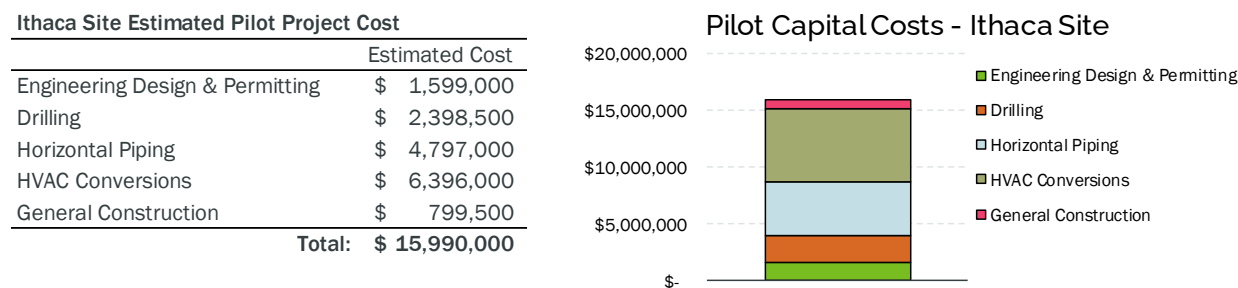 Ithaca Site Estimated Pilot Project Cost
Estimated Cost
Engineering Design & Permitting $ 1,599,000
Drilling $ 2,398,500
Horizontal Piping $ 4,797,000
HVAC Conversions $ 6,396,000
General Construction $ 799,500
Total: $ 15,990,000
Pilot Capital Costs - Ithaca Site
$20,000,000
$15,000,000
$10,000,000
$5,000,000
$-
Engineering Design & Permitting
Drilling
Horizontal Piping
HVAC Conversions
General Construction